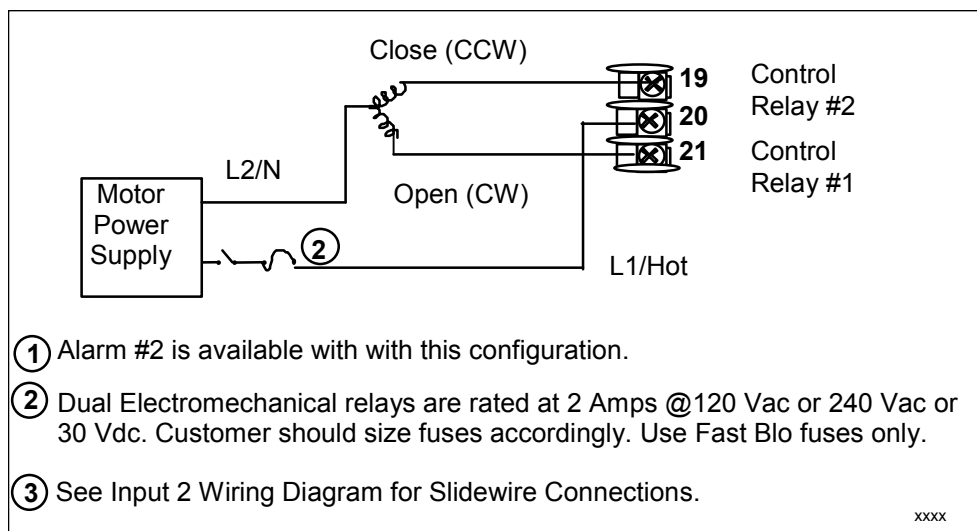 Close (CCW)
19
Control
Relay #2
20
21
Control
Relay #1
L2/N
Open (CW)
Motor
Power
Supply
2
L1/Hot
1 Alarm #2 is available with with this configuration.
2 Dual Electromechanical relays are rated at 2 Amps @120 Vac or 240 Vac or
30 Vdc. Customer should size fuses accordingly. Use Fast Blo fuses only.
3 See Input 2 Wiring Diagram for Slidewire Connections.
xxxx